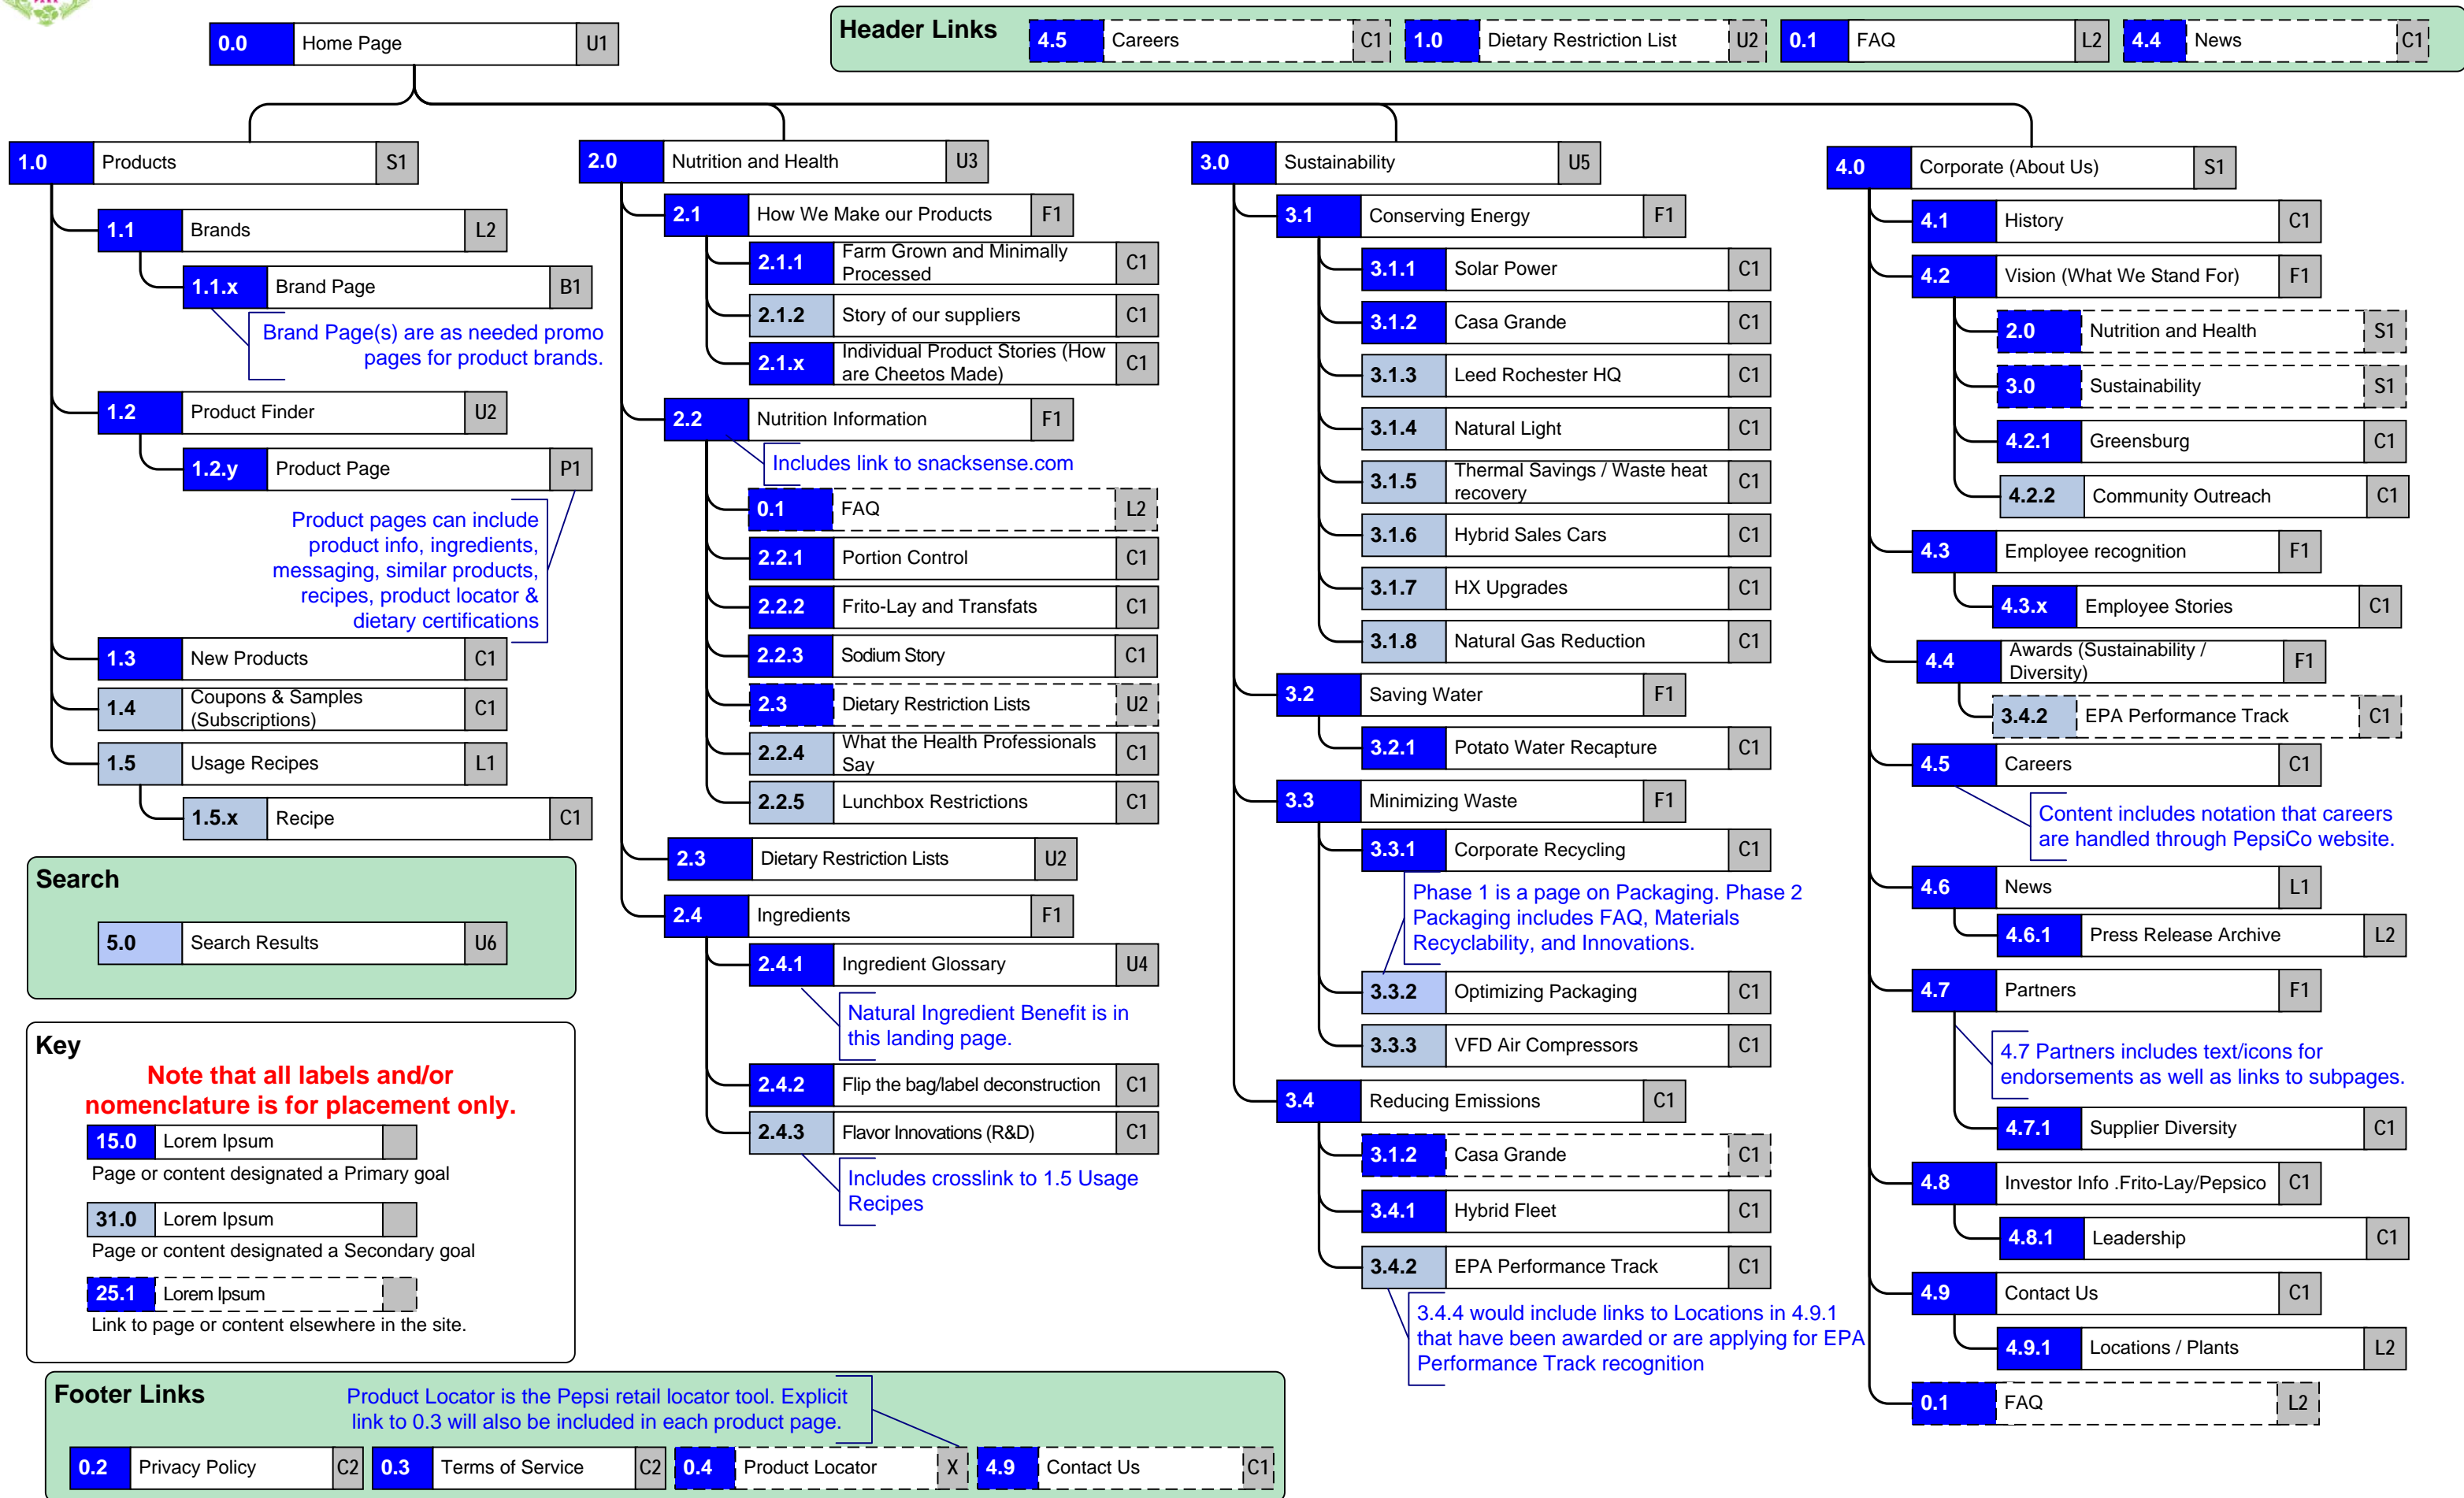 0.0 Home Page U1
Header Links
4.5 Careers C1
1.0 Dietary Restriction List U2
0.1 FAQ L2
4.4 News C1
1.0 Products S1
1.1 Brands L2
1.1.x Brand Page B1
Brand Page(s) are as needed promo
pages for product brands.
1.2 Product Finder U2
1.2.y Product Page P1
Product pages can include
product info, ingredients,
messaging, similar products,
recipes, product locator &
dietary certifications
1.3 New Products C1
1.4 Coupons & Samples
(Subscriptions) C1
1.5 Usage Recipes L1
1.5.x Recipe C1
2.0 Nutrition and Health U3
2.1 How We Make our Products F1
2.1.1 Farm Grown and Minimally
Processed C1
2.1.2 Story of our suppliers C1
2.1.x Individual Product Stories (How
are Cheetos Made) C1
2.2 Nutrition Information F1
Includes link to snacksense.com
0.1 FAQ L2
2.2.1 Portion Control C1
2.2.2 Frito-Lay and Transfats C1
2.2.3 Sodium Story C1
2.3 Dietary Restriction Lists U2
2.2.4 What the Health Professionals
Say C1
2.2.5 Lunchbox Restrictions C1
2.3 Dietary Restriction Lists U2
2.4 Ingredients F1
2.4.1 Ingredient Glossary U4
Natural Ingredient Benefit is in
this landing page.
2.4.2 Flip the bag/label deconstruction C1
2.4.3 Flavor Innovations (R&D) C1
Includes crosslink to 1.5 Usage
Recipes
3.0 Sustainability U5
3.1 Conserving Energy F1
3.1.1 Solar Power C1
3.1.2 Casa Grande C1
3.1.3 Leed Rochester HQ C1
3.1.4 Natural Light C1
3.1.5 Thermal Savings / Waste heat
recovery C1
3.1.6 Hybrid Sales Cars C1
3.1.7 HX Upgrades C1
3.1.8 Natural Gas Reduction C1
3.2 Saving Water F1
3.2.1 Potato Water Recapture C1
3.3 Minimizing Waste F1
3.3.1 Corporate Recycling C1
Phase 1 is a page on Packaging. Phase 2
Packaging includes FAQ, Materials
Recyclability, and Innovations.
3.3.2 Optimizing Packaging C1
3.3.3 VFD Air Compressors C1
3.4 Reducing Emissions C1
3.1.2 Casa Grande C1
3.4.1 Hybrid Fleet C1
3.4.2 EPA Performance Track C1
3.4.4 would include links to Locations in 4.9.1
that have been awarded or are applying for EPA
Performance Track recognition
4.0 Corporate (About Us) S1
4.1 History C1
4.2 Vision (What We Stand For) F1
2.0 Nutrition and Health S1
3.0 Sustainability S1
4.2.1 Greensburg C1
4.2.2 Community Outreach C1
4.3 Employee recognition F1
4.3.x Employee Stories C1
4.4 Awards (Sustainability /
Diversity) F1
3.4.2 EPA Performance Track C1
4.5 Careers C1
Content includes notation that careers
are handled through PepsiCo website.
4.6 News L1
4.6.1 Press Release Archive L2
4.7 Partners F1
4.7 Partners includes text/icons for
endorsements as well as links to subpages.
4.7.1 Supplier Diversity C1
4.8 Investor Info .Frito-Lay/Pepsico C1
4.8.1 Leadership C1
4.9 Contact Us C1
4.9.1 Locations / Plants L2
0.1 FAQ L2
Search
5.0 Search Results U6
Key
Note that all labels and/or
nomenclature is for placement only.
15.0 Lorem Ipsum
Page or content designated a Primary goal
31.0 Lorem Ipsum
Page or content designated a Secondary goal
25.1 Lorem Ipsum
Link to page or content elsewhere in the site.
Footer Links
Product Locator is the Pepsi retail locator tool. Explicit
link to 0.3 will also be included in each product page.
0.2 Privacy Policy C2
0.3 Terms of Service C2
0.4 Product Locator X
4.9 Contact Us C1